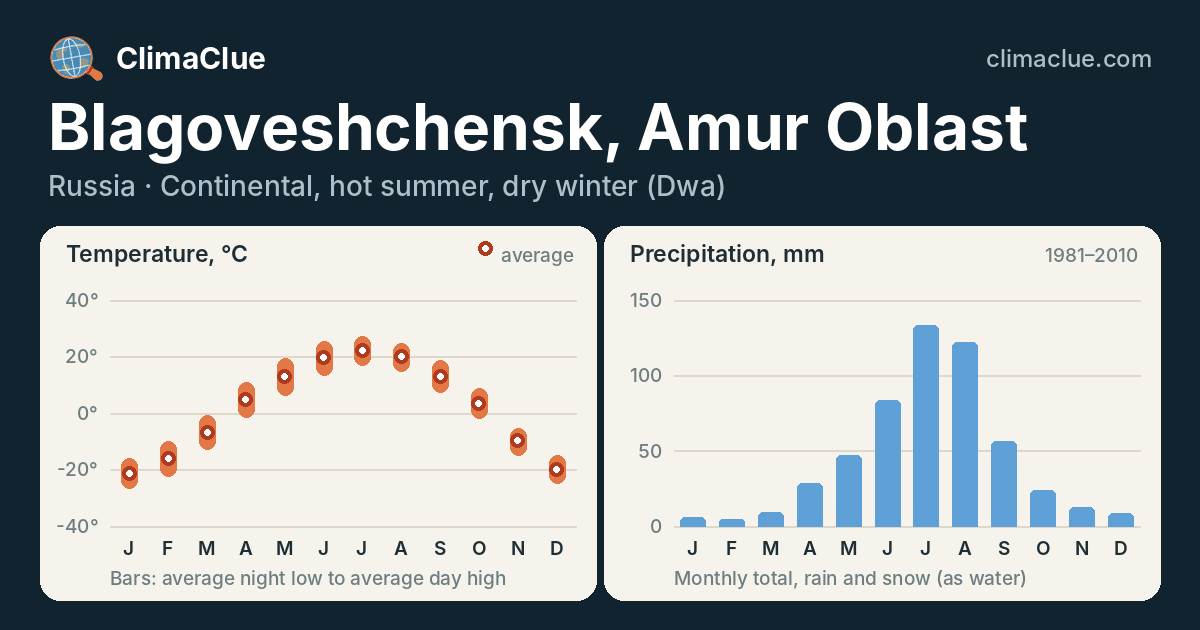 ClimaClue
climaclue.com
Blagoveshchensk, Amur Oblast
Russia · Continental, hot summer, dry winter (Dwa)
Temperature, °C
average
40°
20°
0°
-20°
-40°
J F M A M J J A S O N D
Bars: average night low to average day high
Precipitation, mm
1981–2010
150
100
50
0
J F M A M J J A S O N D
Monthly total, rain and snow (as water)